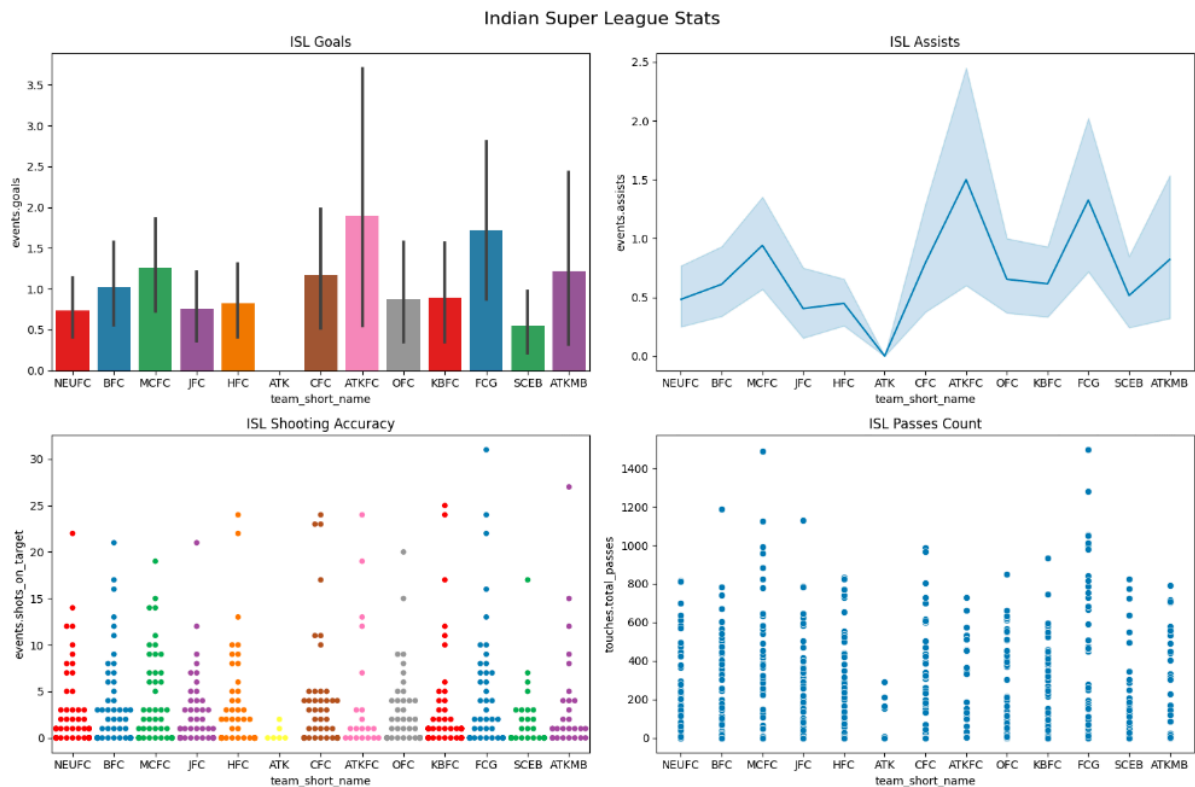 Indian Super League Stats
ISL Goals
events.goals
3.5
3.0
2.5
2.0
1.5
1.0
0.5
0.0
NEUFC BFC MCFC JFC HFC ATK CFC ATKFC OFC KBFC FCG SCEB ATKMB
team_short_name
ISL Assists
events.assists
2.5
2.0
1.5
1.0
0.5
0.0
NEUFC BFC MCFC JFC HFC ATK CFC ATKFC OFC KBFC FCG SCEB ATKMB
team_short_name
ISL Shooting Accuracy
events.shots_on_target
30
25
20
15
10
5
0
NEUFC BFC MCFC JFC HFC ATK CFC ATKFC OFC KBFC FCG SCEB ATKMB
team_short_name
ISL Passes Count
touches.total_passes
1400
1200
1000
800
600
400
200
0
NEUFC BFC MCFC JFC HFC ATK CFC ATKFC OFC KBFC FCG SCEB ATKMB
team_short_name